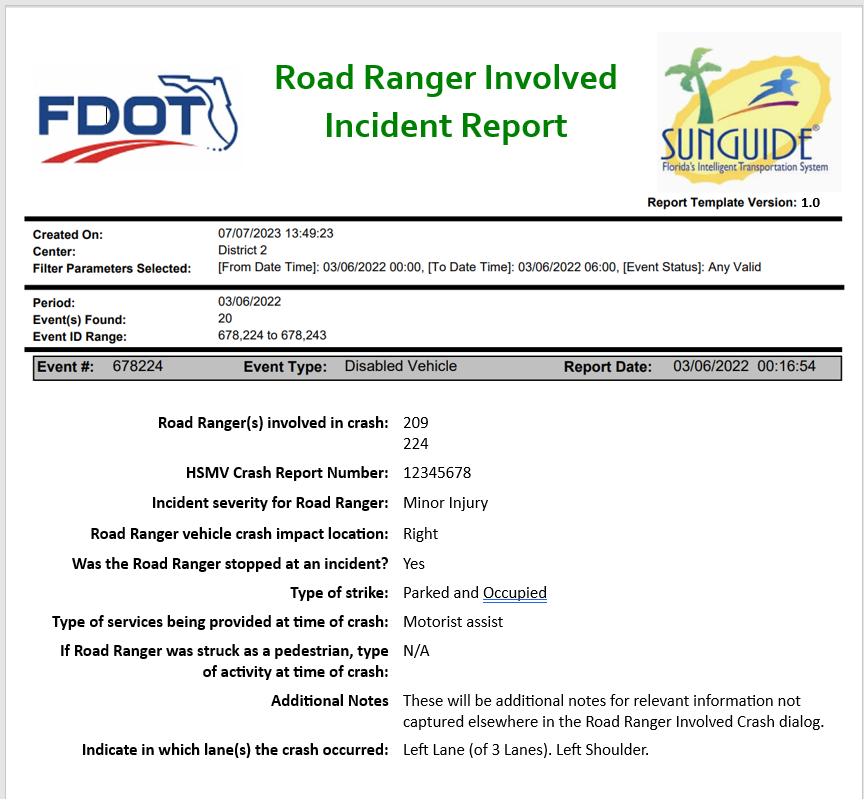 FDOT
Road Ranger Involved
Incident Report
SUNGUIDE®
Florida's Intelligent Transportation System
Report Template Version: 1.0
Created On: 07/07/2023 13:49:23
Center: District 2
Filter Parameters Selected: [From Date Time]: 03/06/2022 00:00, [To Date Time]: 03/06/2022 06:00, [Event Status]: Any Valid
Period: 03/06/2022
Event(s) Found: 20
Event ID Range: 678,224 to 678,243
Event #: 678224 Event Type: Disabled Vehicle Report Date: 03/06/2022 00:16:54
Road Ranger(s) involved in crash: 209
224
HSMV Crash Report Number: 12345678
Incident severity for Road Ranger: Minor Injury
Road Ranger vehicle crash impact location: Right
Was the Road Ranger stopped at an incident? Yes
Type of strike: Parked and Occupied
Type of services being provided at time of crash: Motorist assist
If Road Ranger was struck as a pedestrian, type N/A
of activity at time of crash:
Additional Notes These will be additional notes for relevant information not
captured elsewhere in the Road Ranger Involved Crash dialog.
Indicate in which lane(s) the crash occurred: Left Lane (of 3 Lanes). Left Shoulder.